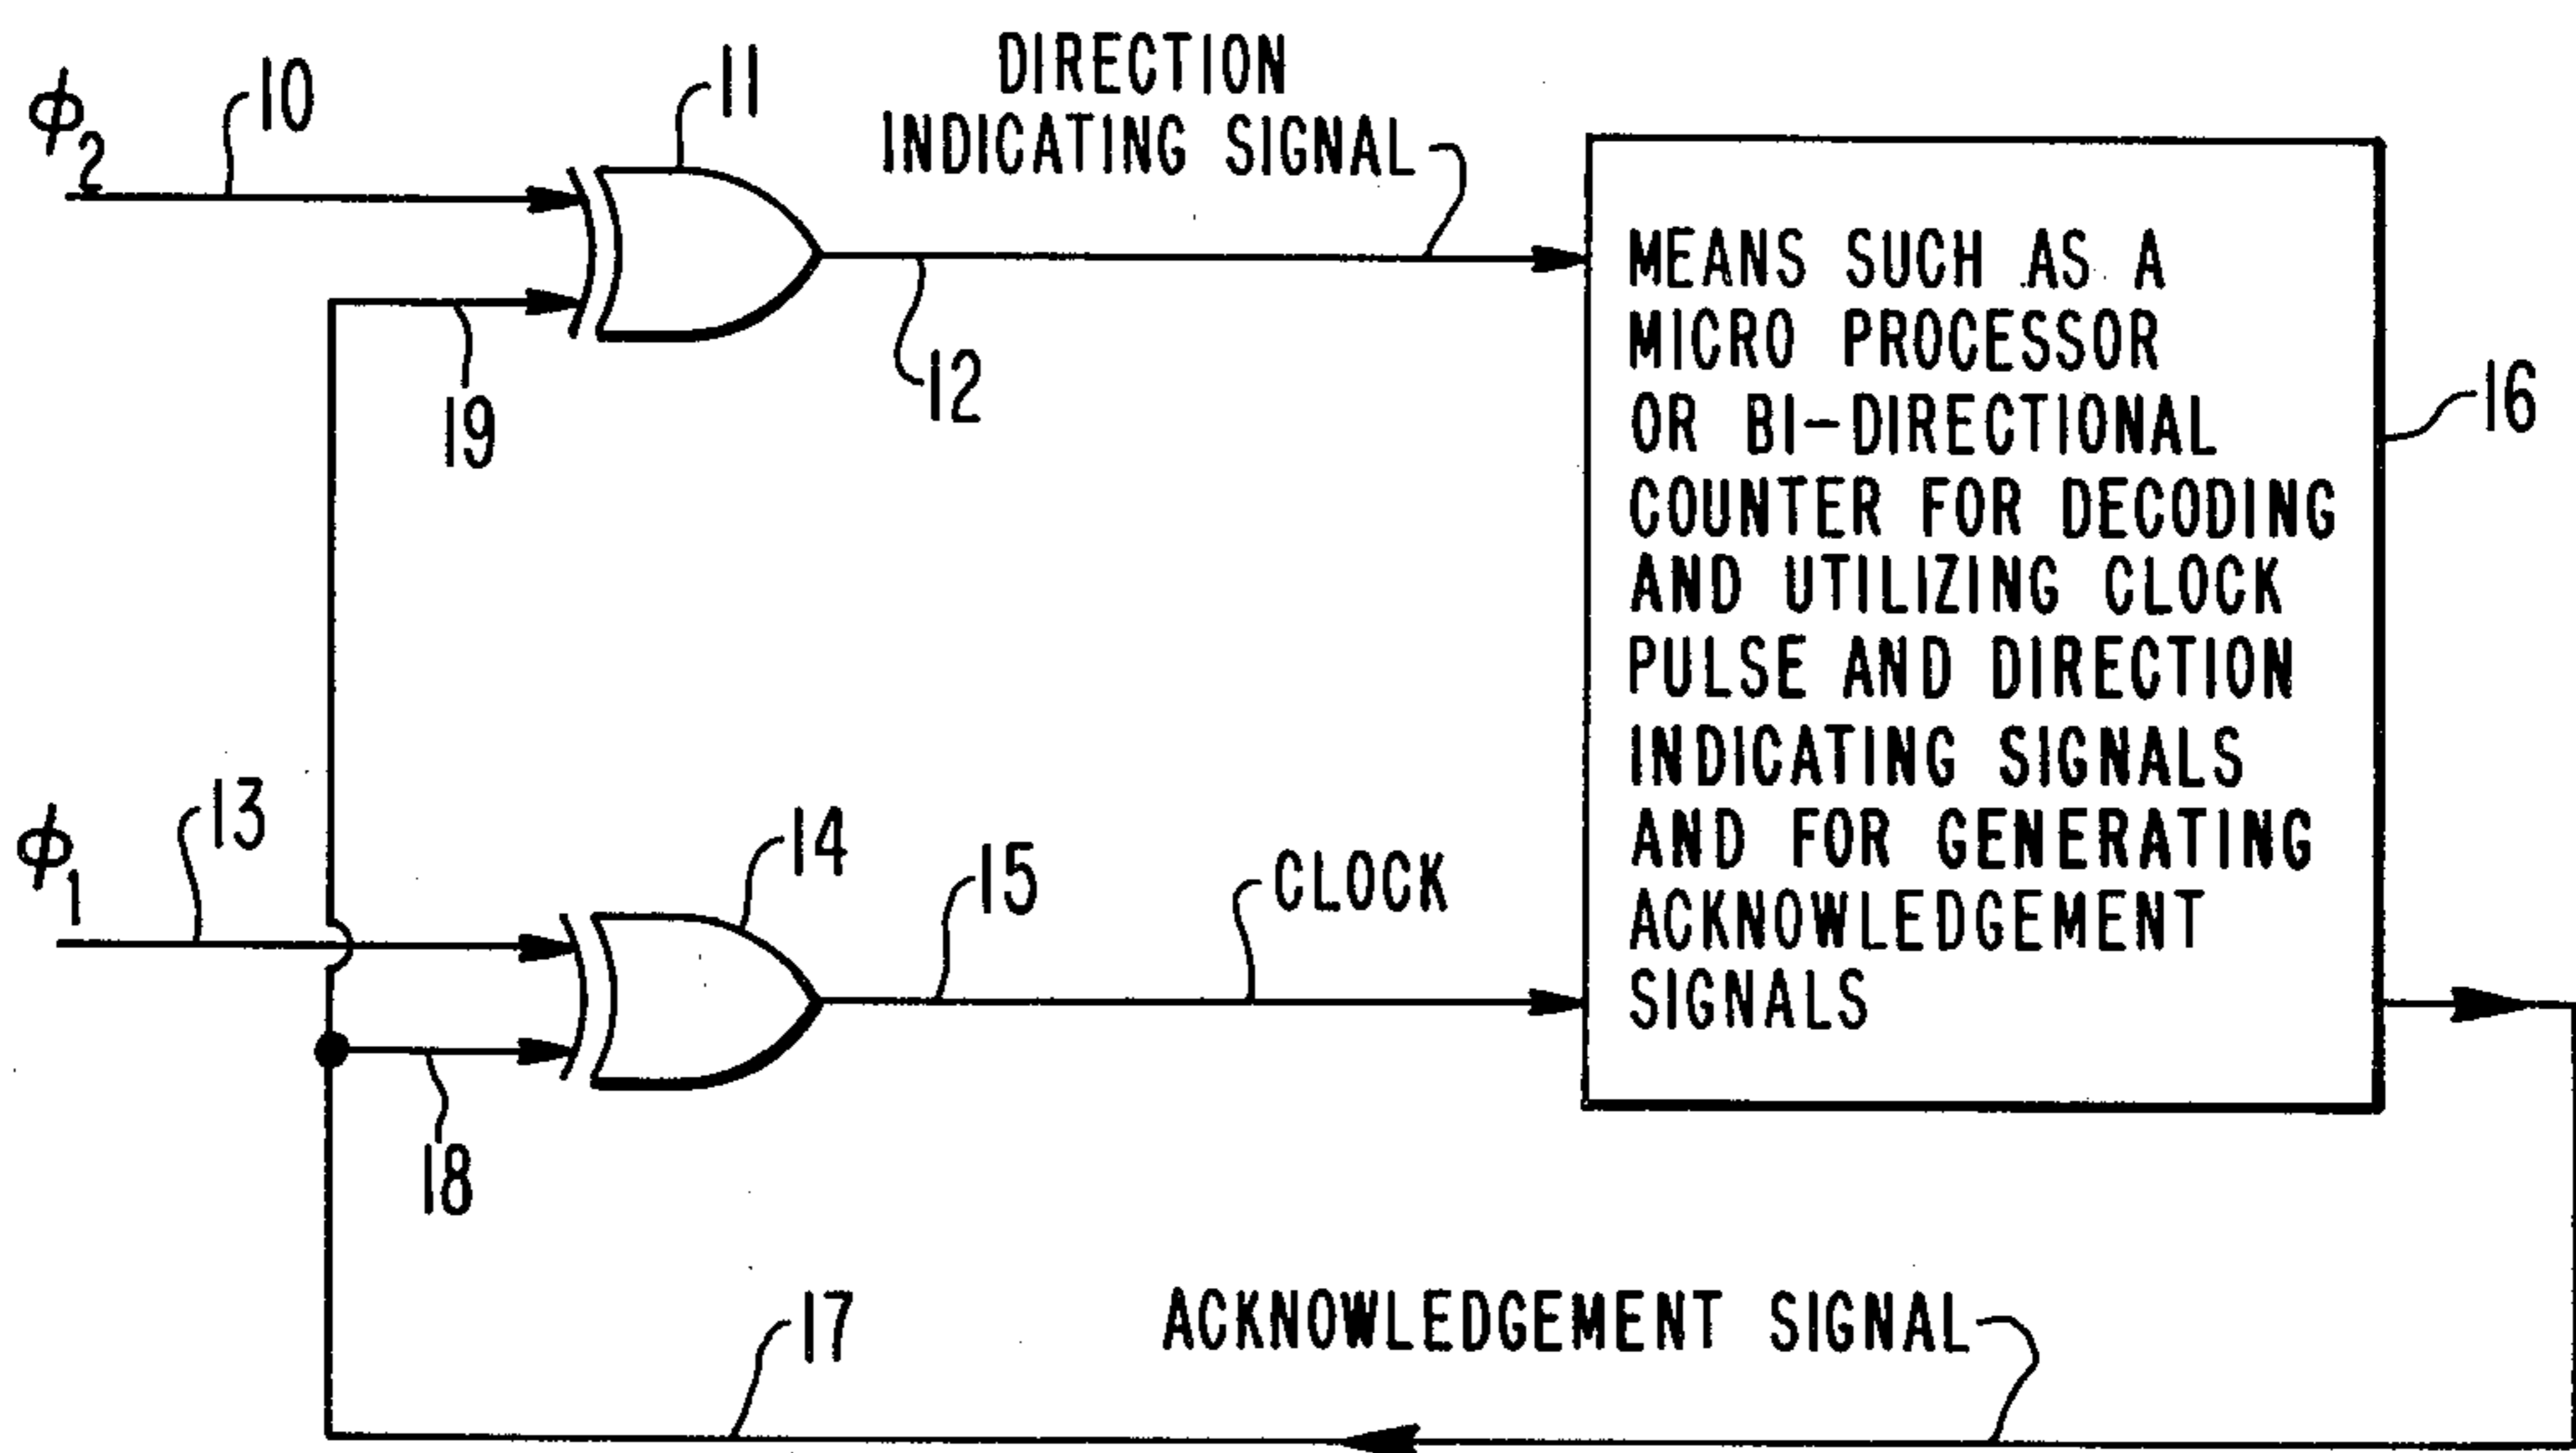 DIRECTION
INDICATING SIGNAL
ϕ2
10
11
12
19
MEANS SUCH AS A
MICRO PROCESSOR
OR BI-DIRECTIONAL
COUNTER FOR DECODING
AND UTILIZING CLOCK
PULSE AND DIRECTION
INDICATING SIGNALS
AND FOR GENERATING
ACKNOWLEDGEMENT
SIGNALS
16
ϕ1
13
14
15
CLOCK
18
17
ACKNOWLEDGEMENT SIGNAL